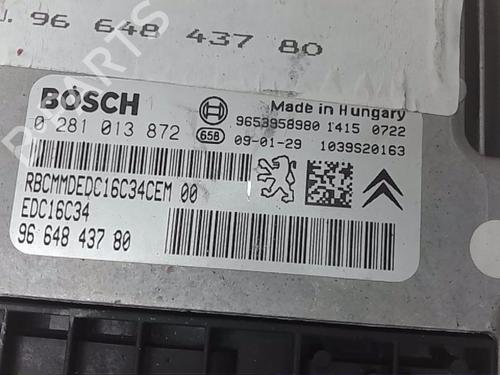 96 648 437 80
BOSCH
Made in Hungary
0 281 013 872
9653958980 1415 0722
658
09-01-29 1039S20163
RBCMMDEDC16C34CEM 00
EDC16C34
96 648 437 80